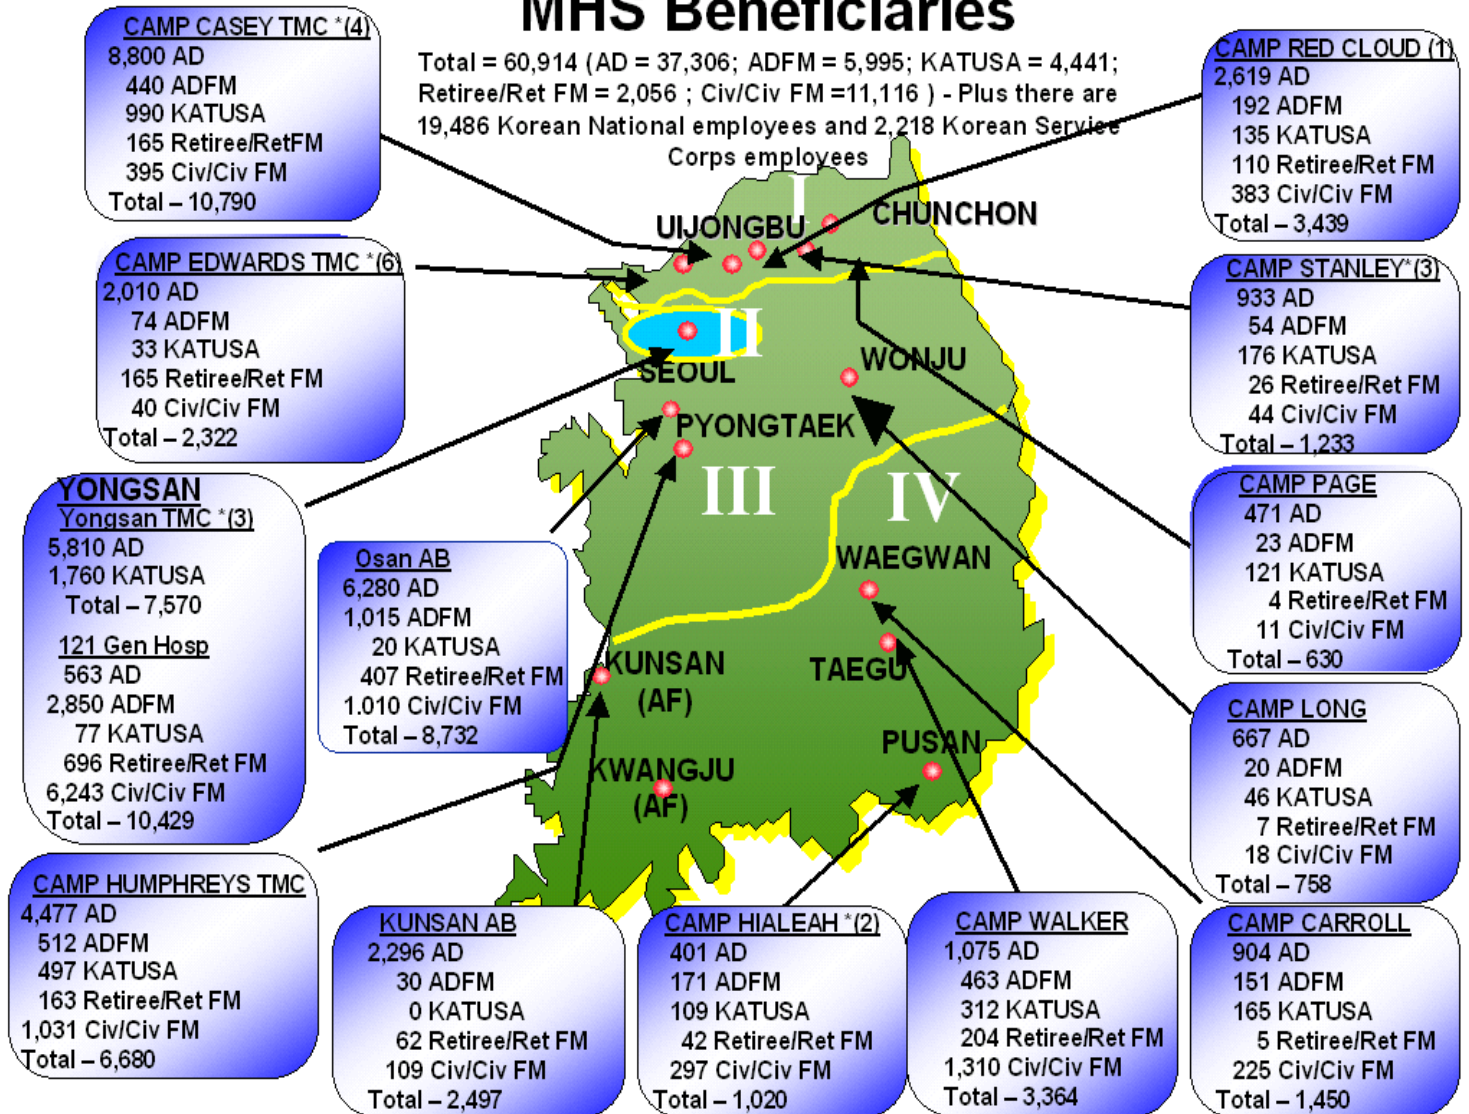 MHS Beneficiaries
Total = 60,914 (AD = 37,306; ADFM = 5,995; KATUSA = 4,441;
Retiree/Ret FM = 2,056 ; Civ/Civ FM =11,116 ) - Plus there are
19,486 Korean National employees and 2,218 Korean Service
Corps employees
CAMP CASEY TMC *(4)
8,800 AD
440 ADFM
990 KATUSA
165 Retiree/RetFM
395 Civ/Civ FM
Total – 10,790
CAMP EDWARDS TMC *(6)
2,010 AD
74 ADFM
33 KATUSA
165 Retiree/Ret FM
40 Civ/Civ FM
Total – 2,322
YONGSAN
Yongsan TMC *(3)
5,810 AD
1,760 KATUSA
Total – 7,570
121 Gen Hosp
563 AD
2,850 ADFM
77 KATUSA
696 Retiree/Ret FM
6,243 Civ/Civ FM
Total – 10,429
Osan AB
6,280 AD
1,015 ADFM
20 KATUSA
407 Retiree/Ret FM
1.010 Civ/Civ FM
Total – 8,732
CAMP HUMPHREYS TMC
4,477 AD
512 ADFM
497 KATUSA
163 Retiree/Ret FM
1,031 Civ/Civ FM
Total – 6,680
KUNSAN AB
2,296 AD
30 ADFM
0 KATUSA
62 Retiree/Ret FM
109 Civ/Civ FM
Total – 2,497
CAMP HIALEAH *(2)
401 AD
171 ADFM
109 KATUSA
42 Retiree/Ret FM
297 Civ/Civ FM
Total – 1,020
CAMP WALKER
1,075 AD
463 ADFM
312 KATUSA
204 Retiree/Ret FM
1,310 Civ/Civ FM
Total – 3,364
CAMP RED CLOUD (1)
2,619 AD
192 ADFM
135 KATUSA
110 Retiree/Ret FM
383 Civ/Civ FM
Total – 3,439
CAMP STANLEY*(3)
933 AD
54 ADFM
176 KATUSA
26 Retiree/Ret FM
44 Civ/Civ FM
Total – 1,233
CAMP PAGE
471 AD
23 ADFM
121 KATUSA
4 Retiree/Ret FM
11 Civ/Civ FM
Total – 630
CAMP LONG
667 AD
20 ADFM
46 KATUSA
7 Retiree/Ret FM
18 Civ/Civ FM
Total – 758
CAMP CARROLL
904 AD
151 ADFM
165 KATUSA
5 Retiree/Ret FM
225 Civ/Civ FM
Total – 1,450
I
UIJONGBU
CHUNCHON
II
SEOUL
WONJU
PYONGTAEK
III
IV
WAEGWAN
KUNSAN
(AF)
TAEGU
PUSAN
KWANGJU
(AF)